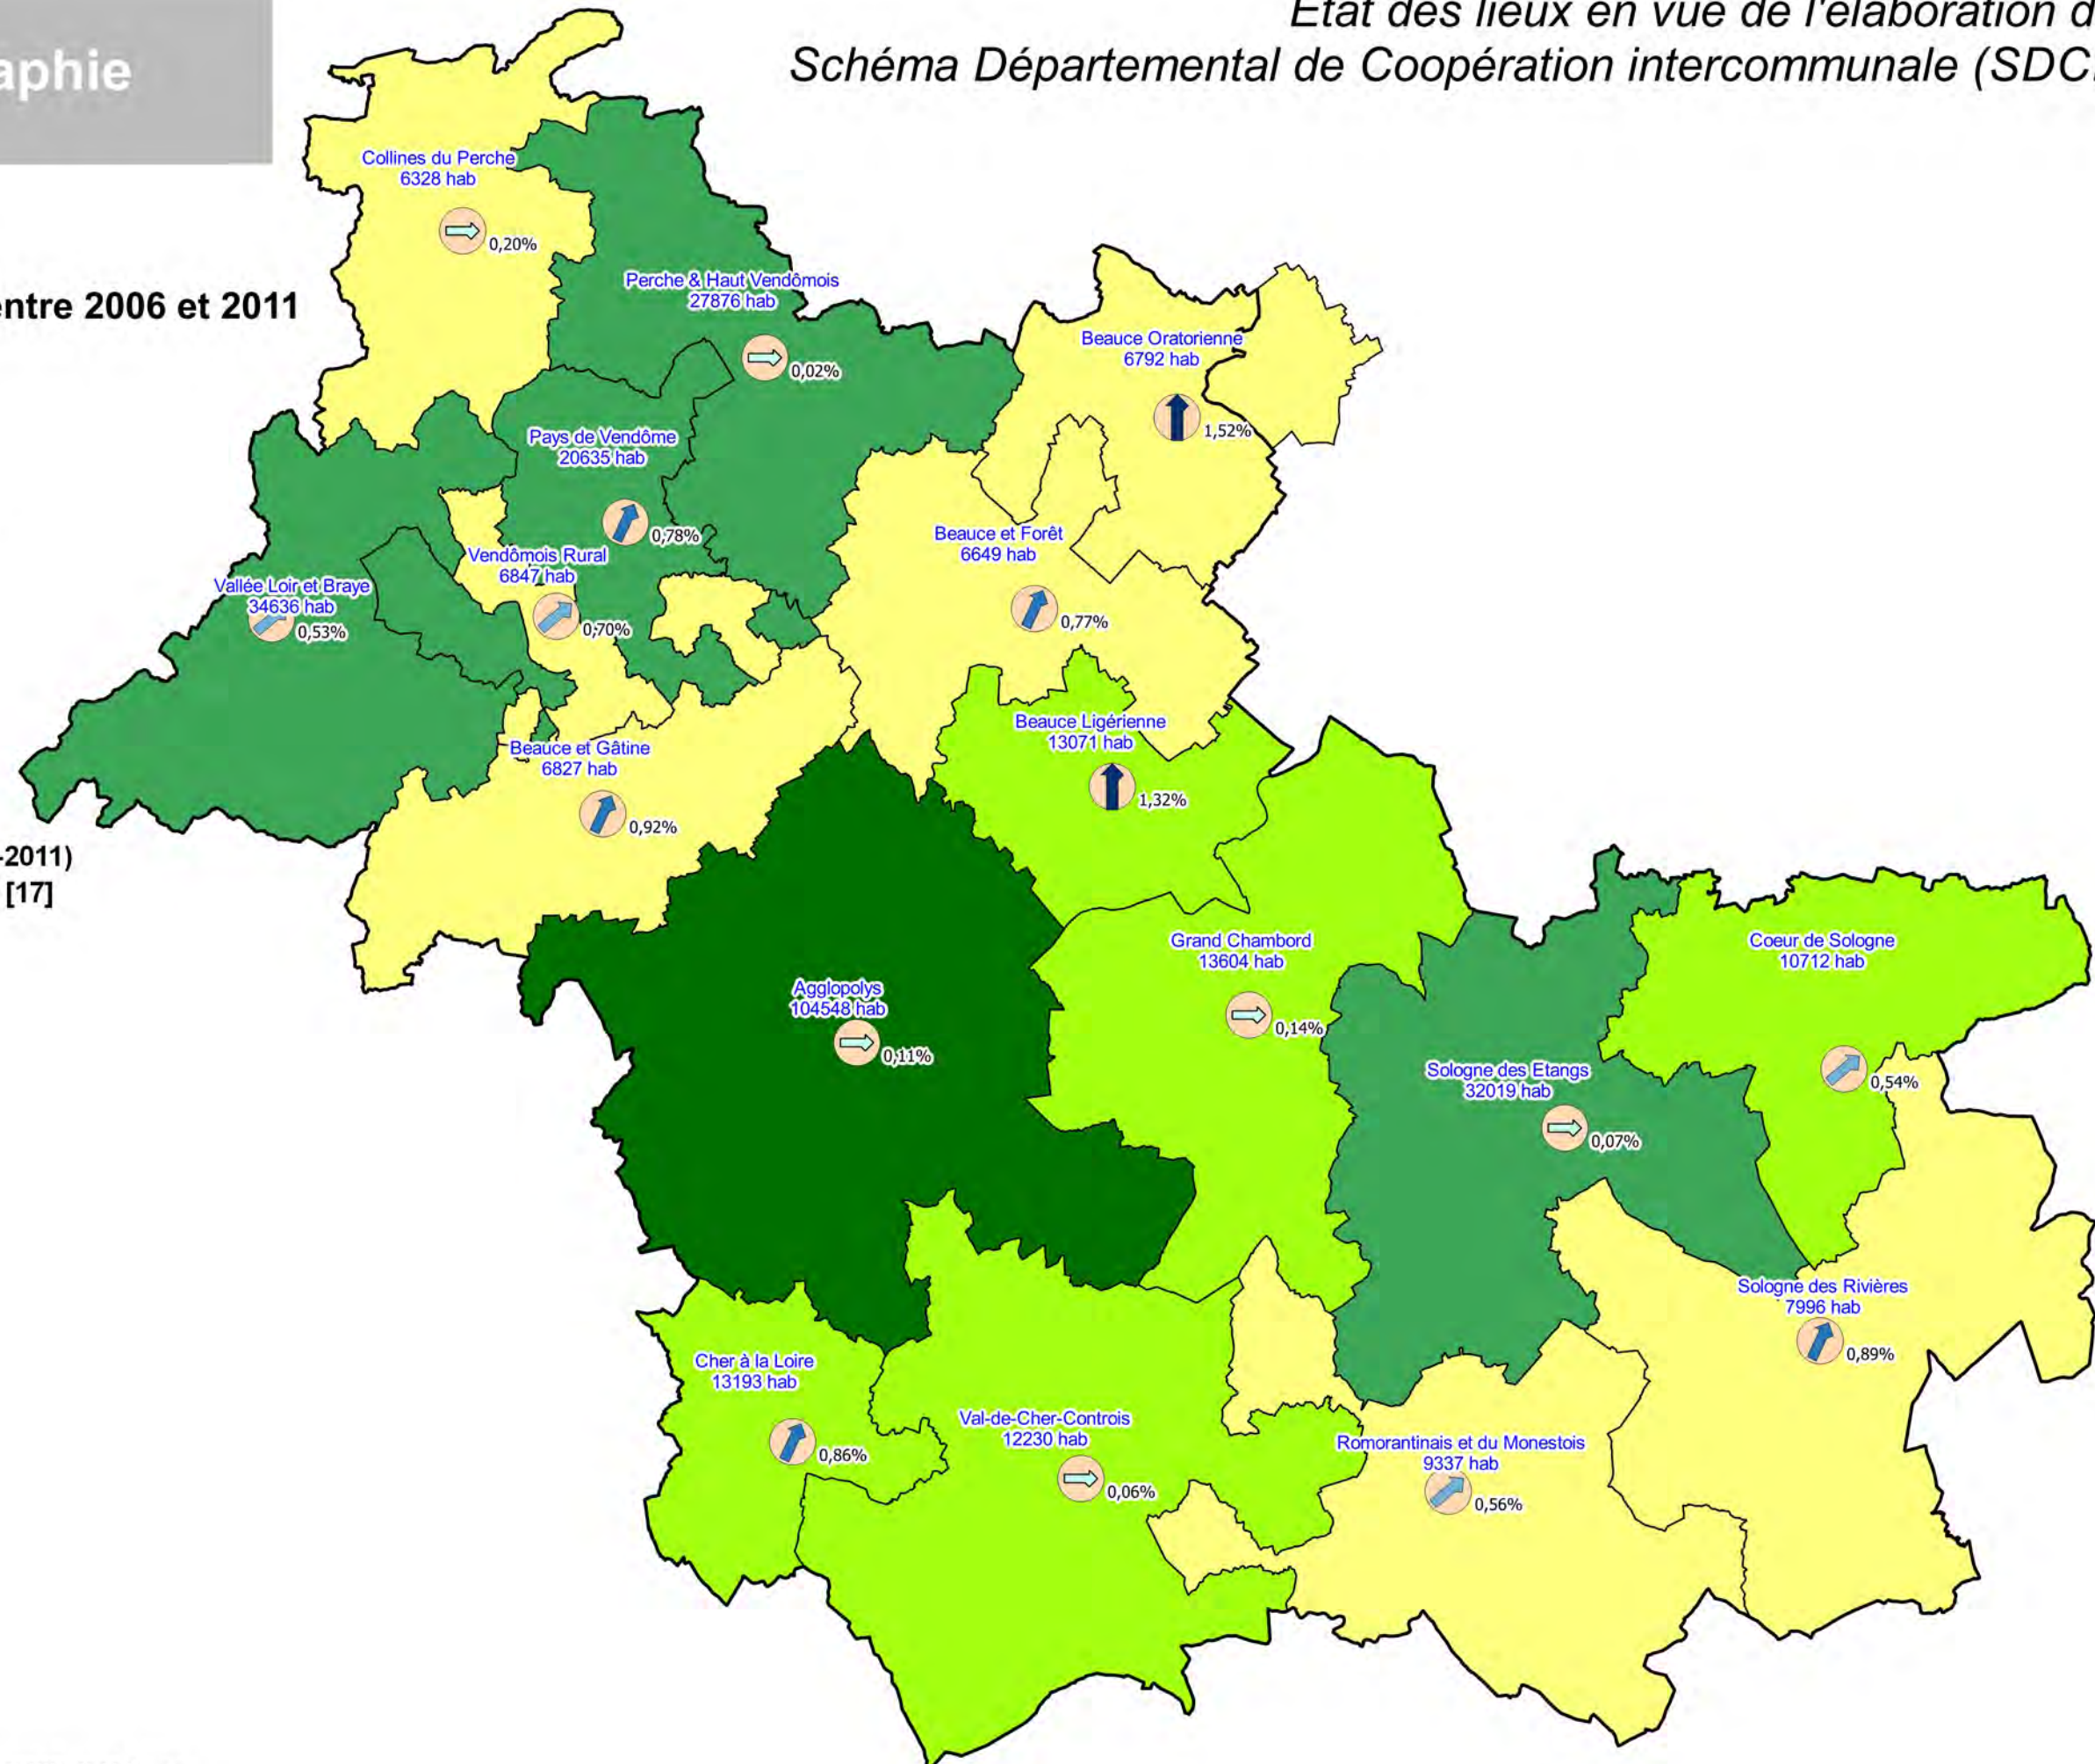 Etat des lieux en vue de l'élaboration d
Schéma Départemental de Coopération intercommunale (SDC
aphie
entre 2006 et 2011
-2011)
[17]
Collines du Perche
6328 hab
0,20%
Perche & Haut Vendômois
27876 hab
0,02%
Beauce Oratorienne
6792 hab
1,52%
Pays de Vendôme
20635 hab
0,78%
Beauce et Forêt
6649 hab
0,77%
Vendômois Rural
6847 hab
0,70%
Vallée Loir et Braye
34636 hab
0,53%
Beauce Ligérienne
13071 hab
1,32%
Beauce et Gâtine
6827 hab
0,92%
Grand Chambord
13604 hab
0,14%
Coeur de Sologne
10712 hab
0,54%
Agglopolys
104548 hab
0,11%
Sologne des Etangs
32019 hab
0,07%
Sologne des Rivières
7996 hab
0,89%
Cher à la Loire
13193 hab
0,86%
Val-de-Cher-Controis
12230 hab
0,06%
Romorantinais et du Monestois
9337 hab
0,56%